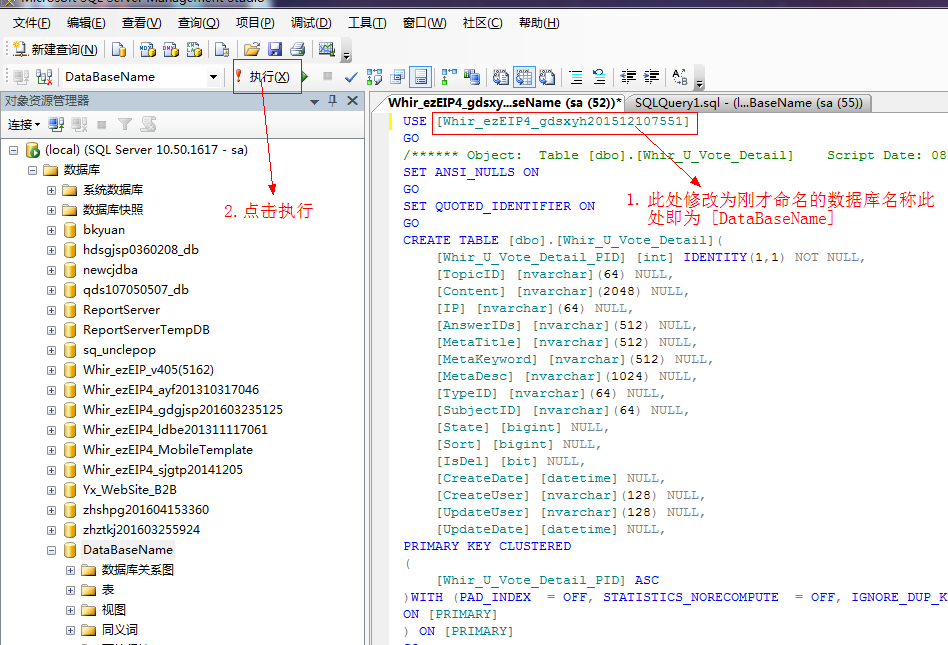 Microsoft SQL Server Management Studio
文件(F) 编辑(E) 查看(V) 查询(Q) 项目(P) 调试(D) 工具(T) 窗口(W) 社区(C) 帮助(H)
新建查询(N)
DataBaseName
执行(X)
对象资源管理器
连接
(local) (SQL Server 10.50.1617 - sa)
数据库
系统数据库
数据库快照
bkyuan
hdsgjsp0360208_db
newcjdba
qds107050507_db
ReportServer
ReportServerTempDB
sq_unclepop
Whir_ezEIP_v405(5162)
Whir_ezEIP4_ayf201310317046
Whir_ezEIP4_gdgjsp201603235125
Whir_ezEIP4_ldbe201311117061
Whir_ezEIP4_MobileTemplate
Whir_ezEIP4_sjgtp20141205
Yx_WebSite_B2B
zhshpg201604153360
zhztkj201603255924
DataBaseName
数据库关系图
表
视图
同义词
2. 点击执行
Whir_ezEIP4_gdsxy...seName (sa (52))*
SQLQuery1.sql - (l...BaseName (sa (55))
USE [Whir_ezEIP4_gdsxyh201512107551]
GO
/****** Object:  Table [dbo].[Whir_U_Vote_Detail]    Script Date: 08
SET ANSI_NULLS ON
GO
SET QUOTED_IDENTIFIER ON
GO
CREATE TABLE [dbo].[Whir_U_Vote_Detail](
[Whir_U_Vote_Detail_PID] [int] IDENTITY(1,1) NOT NULL,
[TopicID] [nvarchar](64) NULL,
[Content] [nvarchar](2048) NULL,
[IP] [nvarchar](64) NULL,
[AnswerIDs] [nvarchar](512) NULL,
[MetaTitle] [nvarchar](512) NULL,
[MetaKeyword] [nvarchar](512) NULL,
[MetaDesc] [nvarchar](1024) NULL,
[TypeID] [nvarchar](64) NULL,
[SubjectID] [nvarchar](64) NULL,
[State] [bigint] NULL,
[Sort] [bigint] NULL,
[IsDel] [bit] NULL,
[CreateDate] [datetime] NULL,
[CreateUser] [nvarchar](128) NULL,
[UpdateUser] [nvarchar](128) NULL,
[UpdateDate] [datetime] NULL,
PRIMARY KEY CLUSTERED
(
[Whir_U_Vote_Detail_PID] ASC
)WITH (PAD_INDEX  = OFF, STATISTICS_NORECOMPUTE  = OFF, IGNORE_DUP_K
ON [PRIMARY]
) ON [PRIMARY]
1. 此处修改为刚才命名的数据库名称此
处即为 [DataBaseName]